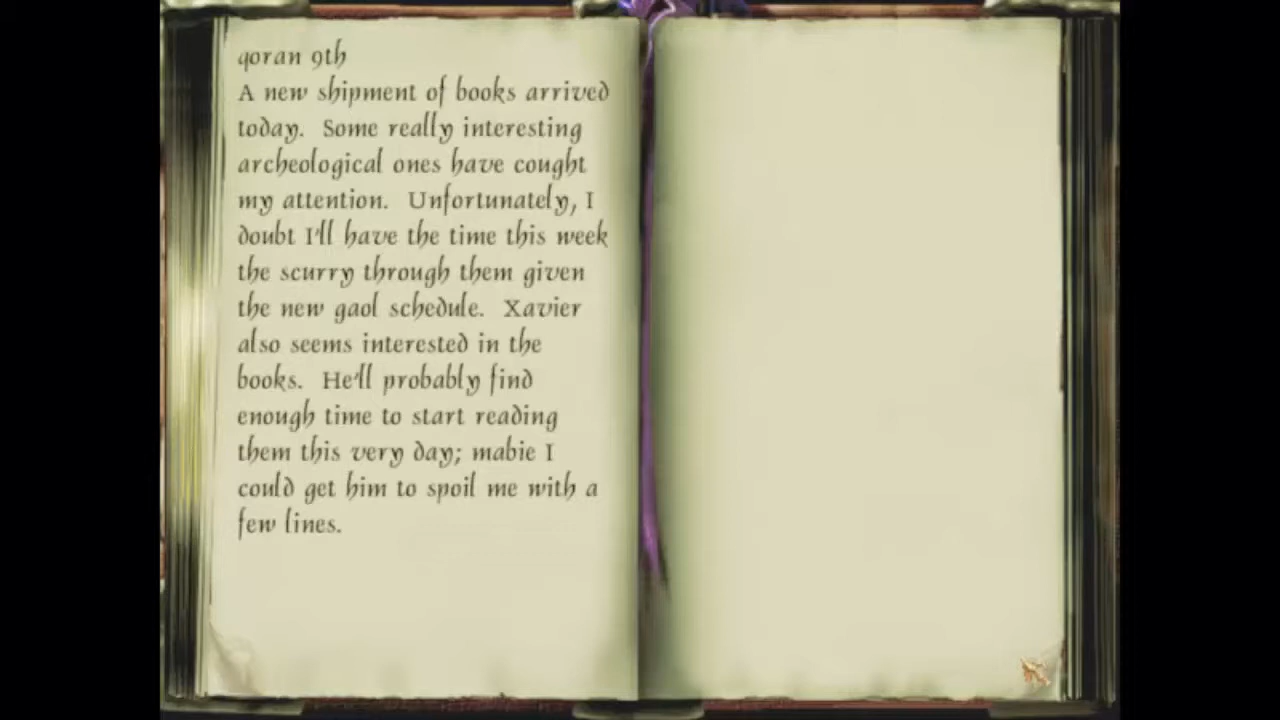 qoran 9th
A new shipment of books arrived
today. Some really interesting
archeological ones have cought
my attention. Unfortunately, I
doubt I'll have the time this week
the scurry through them given
the new gaol schedule. Xavier
also seems interested in the
books. He'll probably find
enough time to start reading
them this very day; mabie I
could get him to spoil me with a
few lines.